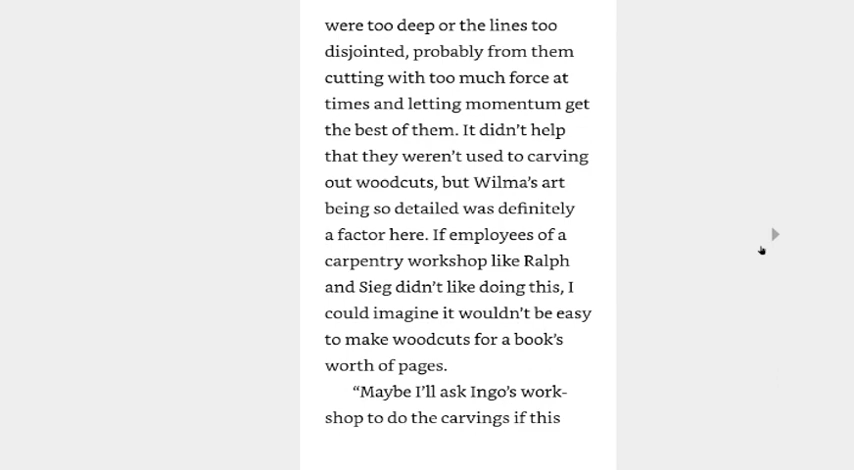 were too deep or the lines too
disjointed, probably from them
cutting with too much force at
times and letting momentum get
the best of them. It didn’t help
that they weren’t used to carving
out woodcuts, but Wilma’s art
being so detailed was definitely
a factor here. If employees of a
carpentry workshop like Ralph
and Sieg didn’t like doing this, I
could imagine it wouldn’t be easy
to make woodcuts for a book’s
worth of pages.
“Maybe I’ll ask Ingo’s work-
shop to do the carvings if this